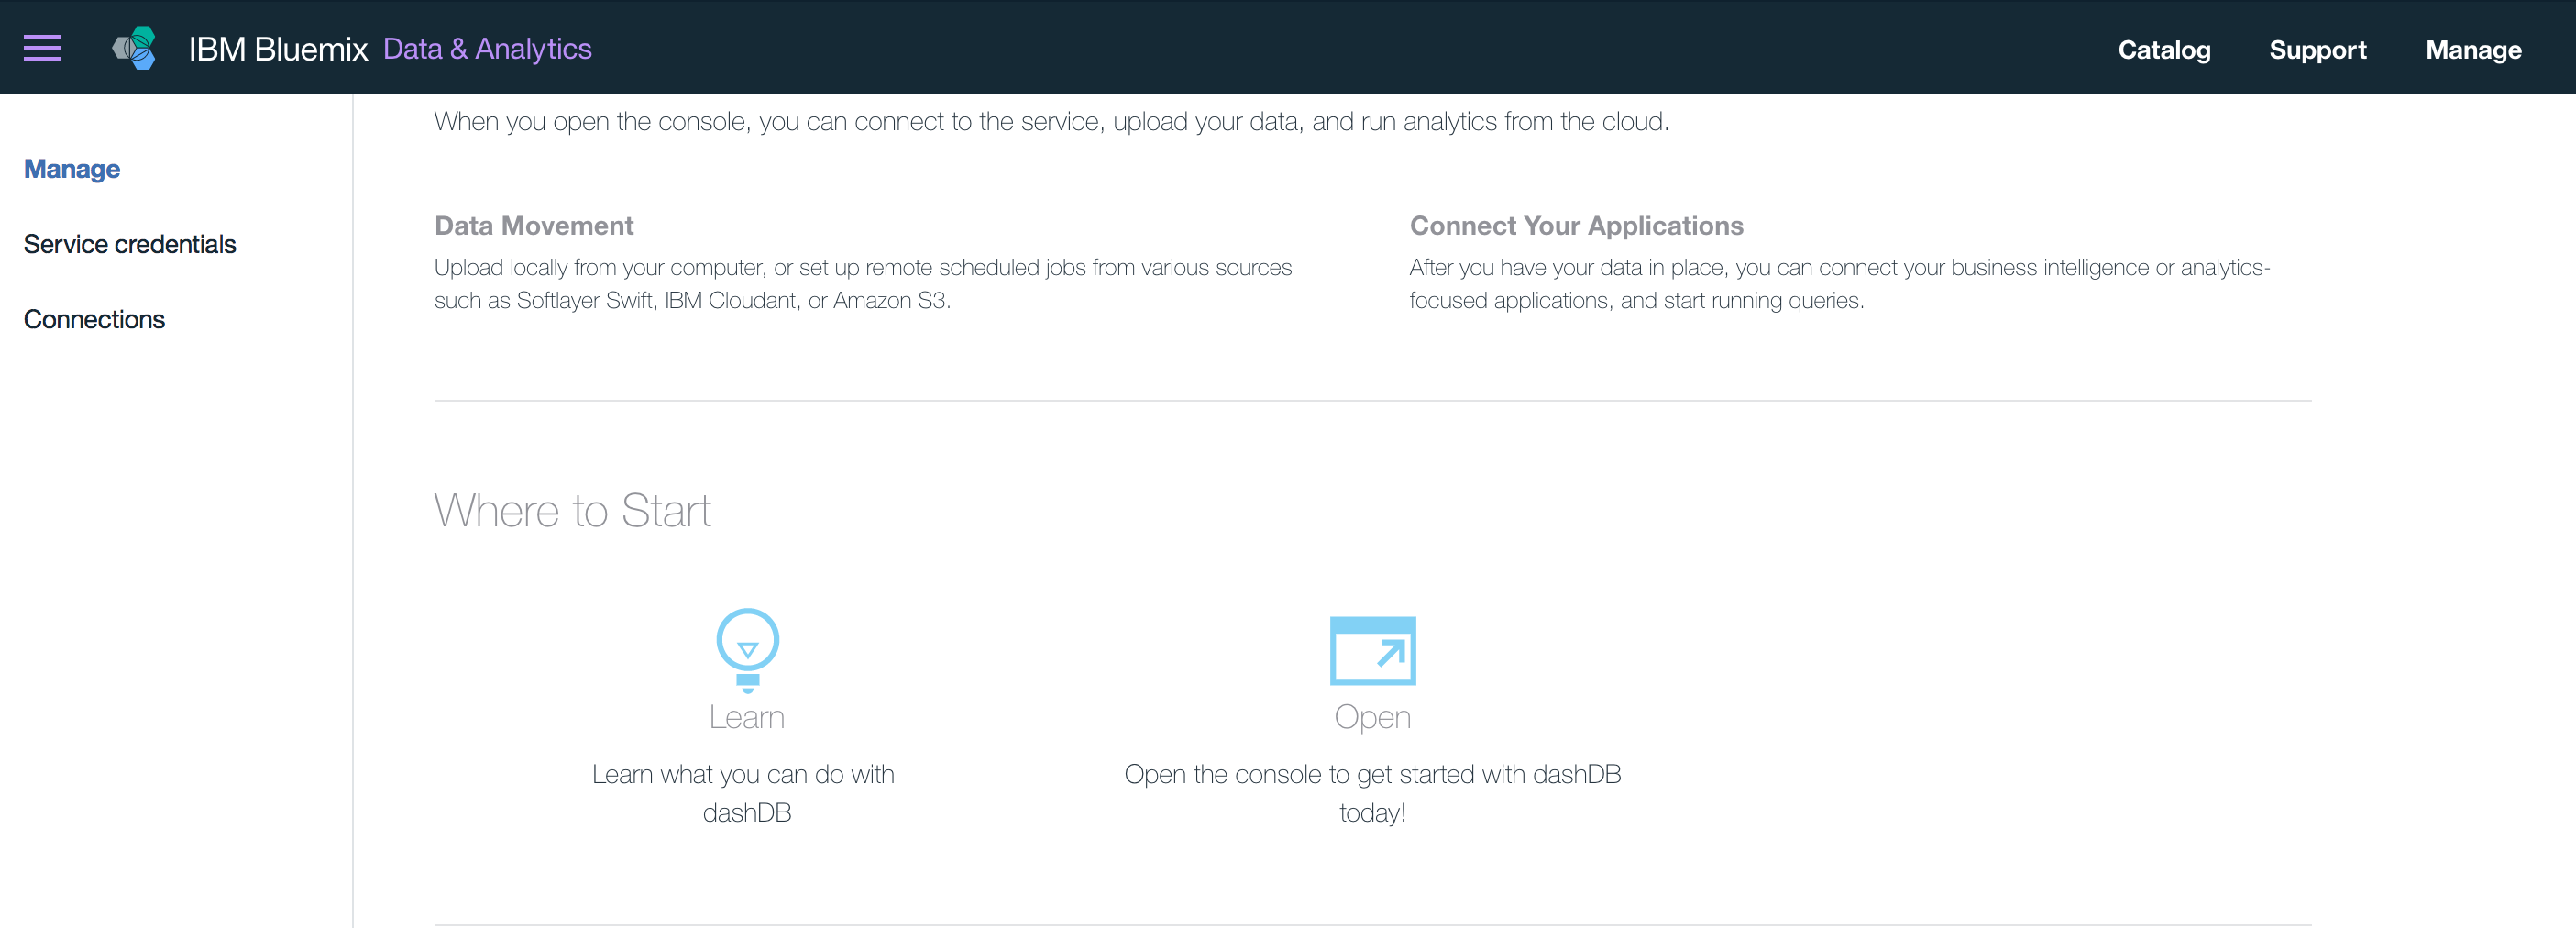 IBM Bluemix Data & Analytics
Catalog Support Manage
Manage
Service credentials
Connections
When you open the console, you can connect to the service, upload your data, and run analytics from the cloud.
Data Movement
Upload locally from your computer, or set up remote scheduled jobs from various sources
such as Softlayer Swift, IBM Cloudant, or Amazon S3.
Connect Your Applications
After you have your data in place, you can connect your business intelligence or analytics-
focused applications, and start running queries.
Where to Start
Learn
Learn what you can do with
dashDB
Open
Open the console to get started with dashDB
today!